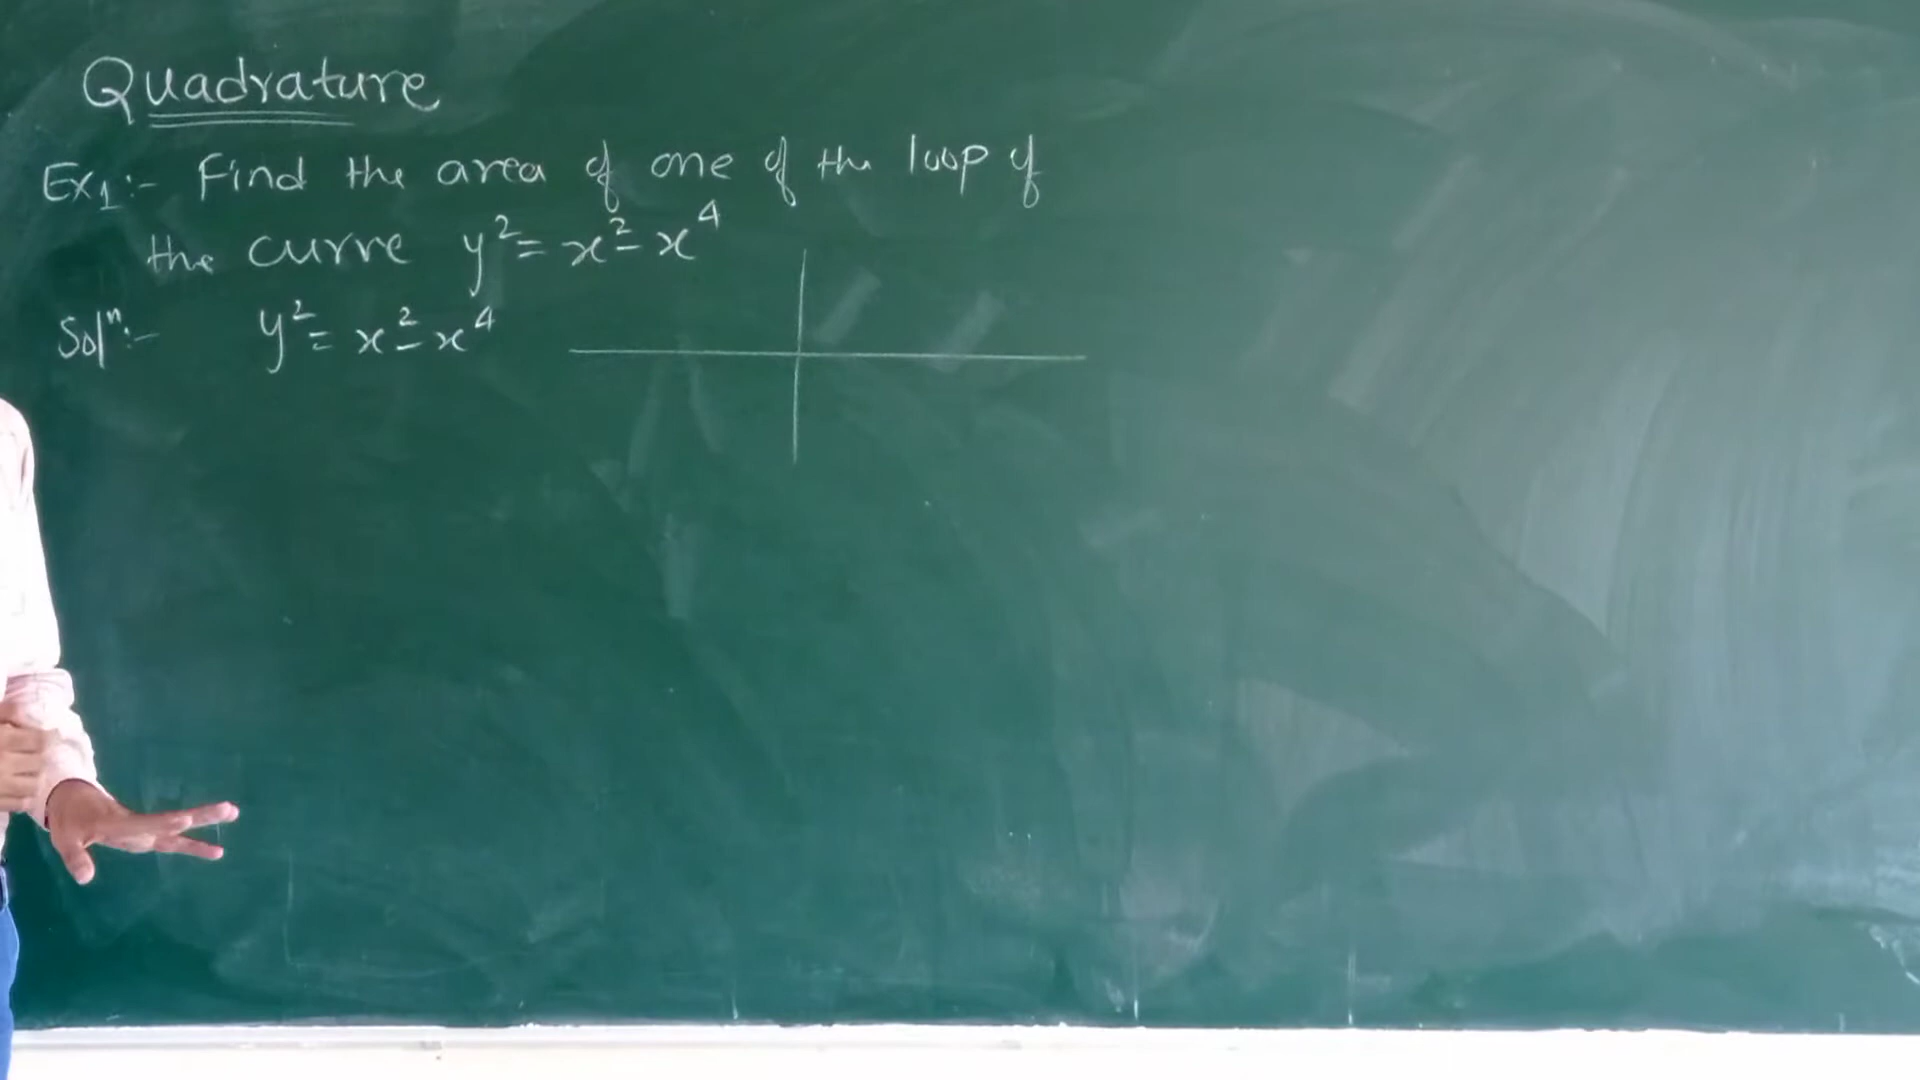 Quadrature
Ex1:- Find the area of one of the loop of
the curve y² = x² - x⁴
Solⁿ:- y² = x² - x⁴